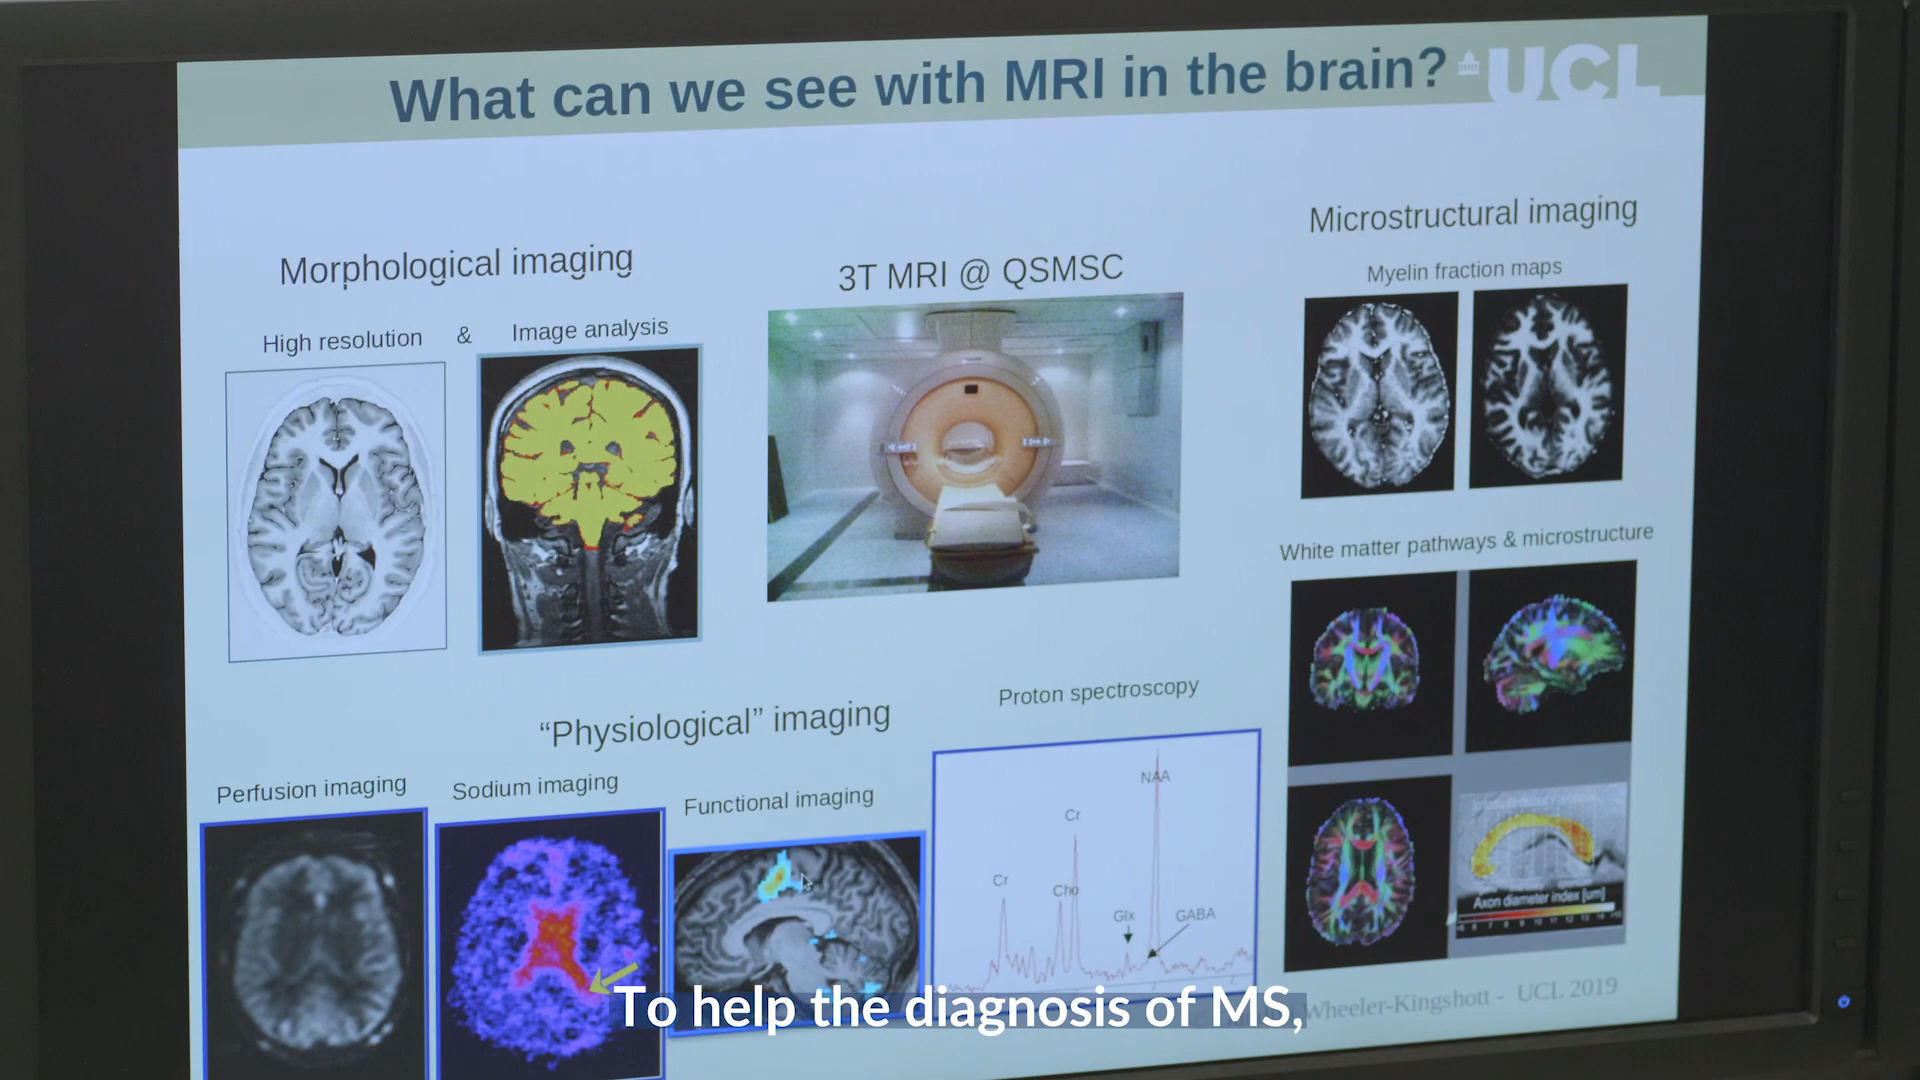 What can we see with MRI in the brain?
UCL
Morphological imaging
High resolution & Image analysis
3T MRI @ QSMSC
Microstructural imaging
Myelin fraction maps
White matter pathways & microstructure
Axon diameter index [um]
“Physiological” imaging
Perfusion imaging
Sodium imaging
Functional imaging
Proton spectroscopy
Cr
Cho
Cr
Glx
NAA
GABA
Wheeler-Kingshott - UCL 2019
To help the diagnosis of MS,